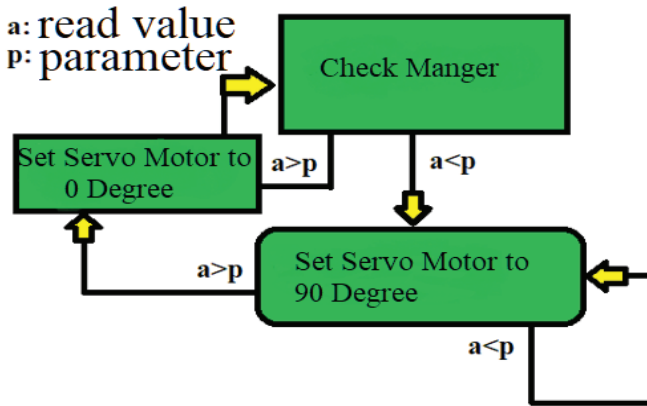 a: read value
p: parameter
Check Manger
Set Servo Motor to
0 Degree
a>p
a<p
Set Servo Motor to
90 Degree
a>p
a<p